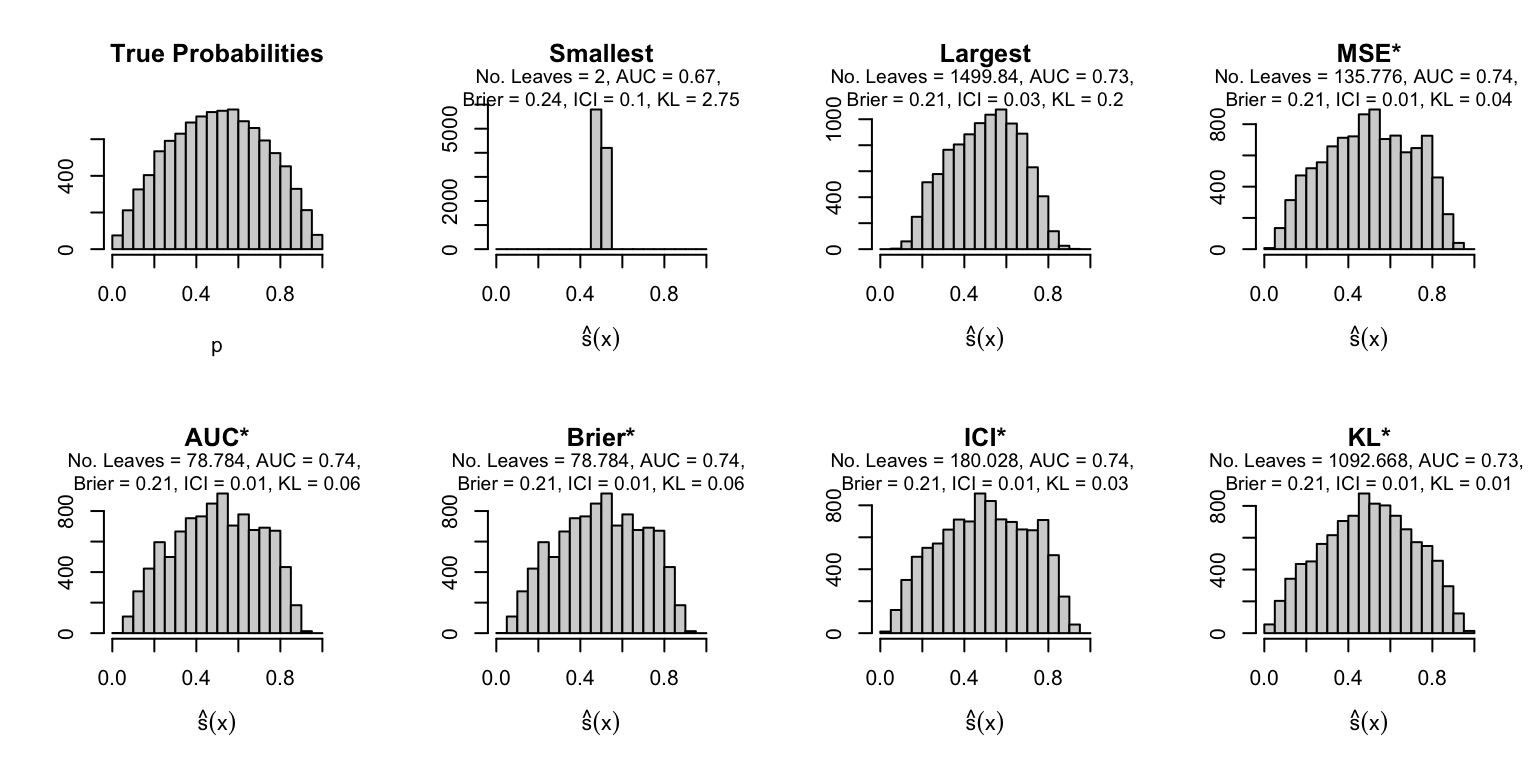 True Probabilities
0
400
0.0 0.4 0.8
p
Smallest
No. Leaves = 2, AUC = 0.67,
Brier = 0.24, ICI = 0.1, KL = 2.75
0
2000
5000
0.0 0.4 0.8
ŝ(x)
Largest
No. Leaves = 1499.84, AUC = 0.73,
Brier = 0.21, ICI = 0.03, KL = 0.2
0
400
1000
0.0 0.4 0.8
ŝ(x)
MSE*
No. Leaves = 135.776, AUC = 0.74,
Brier = 0.21, ICI = 0.01, KL = 0.04
0
400
800
0.0 0.4 0.8
ŝ(x)
AUC*
No. Leaves = 78.784, AUC = 0.74,
Brier = 0.21, ICI = 0.01, KL = 0.06
0
400
800
0.0 0.4 0.8
ŝ(x)
Brier*
No. Leaves = 78.784, AUC = 0.74,
Brier = 0.21, ICI = 0.01, KL = 0.06
0
400
800
0.0 0.4 0.8
ŝ(x)
ICI*
No. Leaves = 180.028, AUC = 0.74,
Brier = 0.21, ICI = 0.01, KL = 0.03
0
400
800
0.0 0.4 0.8
ŝ(x)
KL*
No. Leaves = 1092.668, AUC = 0.73,
Brier = 0.21, ICI = 0.01, KL = 0.01
0
400
800
0.0 0.4 0.8
ŝ(x)